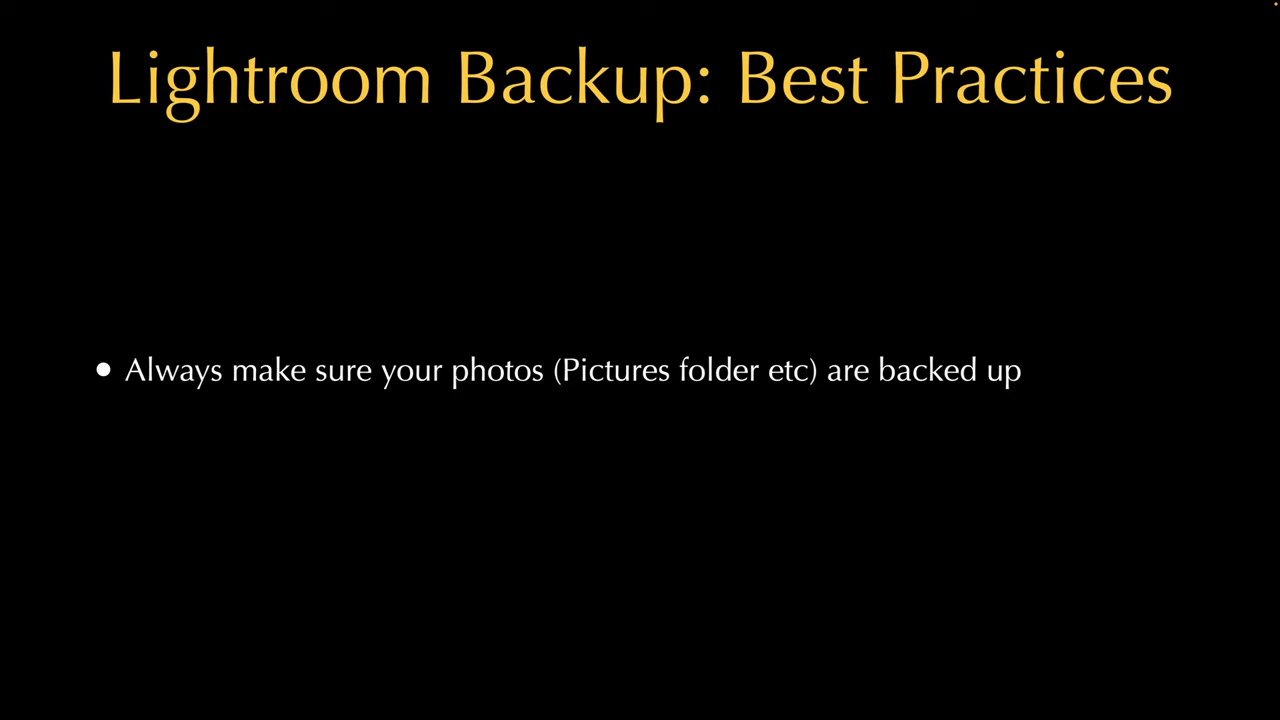 Lightroom Backup: Best Practices
• Always make sure your photos (Pictures folder etc) are backed up